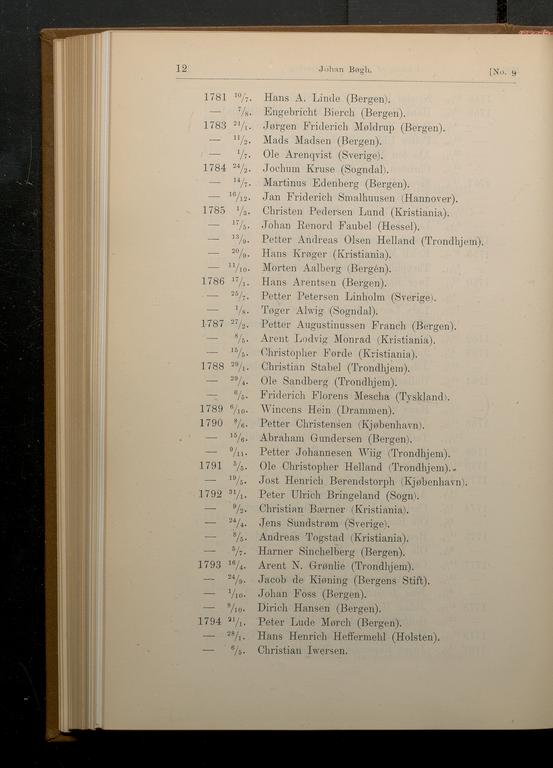 12 Johan Bøgh. [No. 9
1781 10/7. Hans A. Linde (Bergen).
— 7/8. Engebricht Bierch (Bergen).
1783 21/1. Jørgen Friderich Møldrup (Bergen).
— 11/2. Mads Madsen (Bergen).
— 1/7. Ole Arenqvist (Sverige).
1784 24/2. Jochum Kruse (Sogndal).
— 14/7. Martinus Edenberg (Bergen).
— 16/12. Jan Friderich Smalhuusen (Hannover).
1785 1/3. Christen Pedersen Lund (Kristiania).
— 17/5. Johan Renord Faubel (Hessel).
— 13/9. Petter Andreas Olsen Helland (Trondhjem).
— 20/9. Hans Krøger (Kristiania).
— 11/10. Morten Aalberg (Bergen).
1786 17/1. Hans Arentsen (Bergen).
— 25/7. Petter Petersen Linholm (Sverige).
— 1/8. Tøger Alwig (Sogndal).
1787 27/2. Petter Augustinussen Franch (Bergen).
— 8/5. Arent Lodvig Monrad (Kristiania).
— 15/5. Christopher Førde (Kristiania).
1788 29/1. Christian Stabel (Trondhjem).
— 29/4. Ole Sandberg (Trondhjem).
— 6/5. Friderich Florens Mescha (Tyskland).
1789 6/10. Wincens Hein (Drammen).
1790 8/6. Petter Christensen (Kjøbenhavn).
— 15/6. Abraham Gundersen (Bergen).
— 9/11. Petter Johannesen Wiig (Trondhjem).
1791 3/5. Ole Christopher Helland (Trondhjem).
— 19/5. Jost Henrich Berendstorph (Kjøbenhavn).
1792 31/1. Peter Ulrich Bringeland (Sogn).
— 9/2. Christian Bærner (Kristiania).
— 24/4. Jens Sundstrøm (Sverige).
— 8/5. Andreas Togstad (Kristiania).
— 5/7. Harner Sinchelberg (Bergen).
1793 16/4. Arent N. Grønlie (Trondhjem).
— 24/9. Jacob de Kiøning (Bergens Stift).
— 1/10. Johan Foss (Bergen).
— 8/10. Dirich Hansen (Bergen).
1794 21/1. Peter Lude Mørch (Bergen).
— 28/1. Hans Henrich Heffermehl (Holsten).
— 6/5. Christian Iwersen.